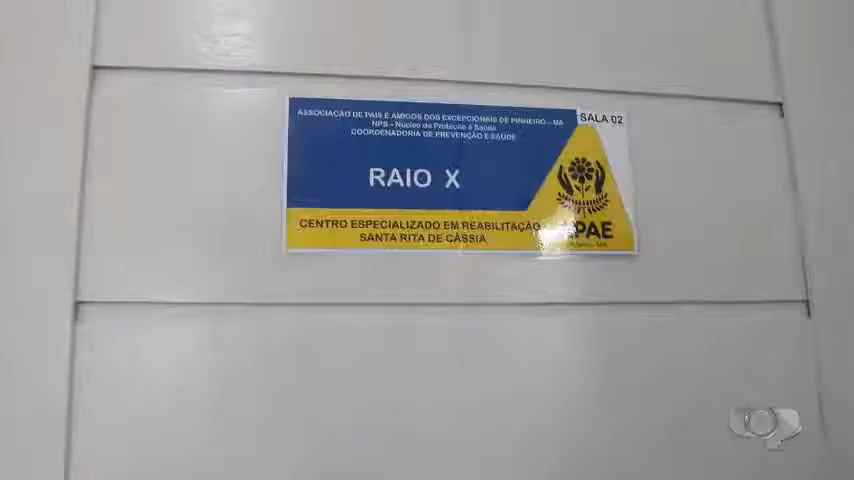 ASSOCIAÇÃO DE PAIS E AMIGOS DOS EXCEPCIONAIS DE PINHEIRO - MA
NPS - Núcleo de Proteção e Saúde
COORDENADORIA DE PREVENÇÃO E SAÚDE
SALA 02
RAIO X
CENTRO ESPECIALIZADO EM REABILITAÇÃO
SANTA RITA DE CÁSSIA
APAE